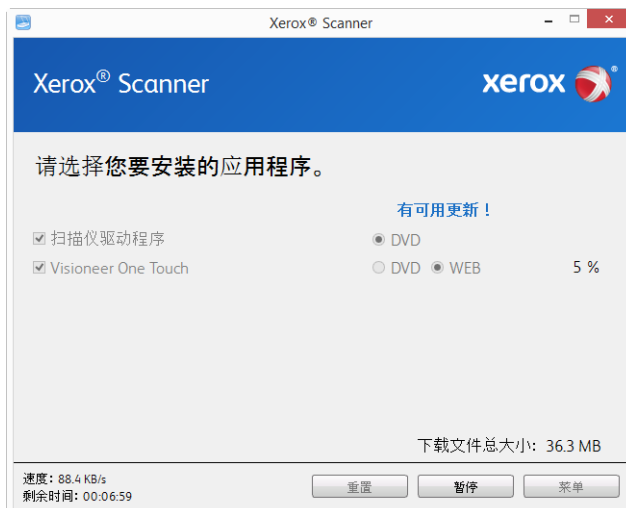 Xerox® Scanner
Xerox® Scanner
xerox®
请选择您要安装的应用程序。
有可用更新！
扫描仪驱动程序 DVD
Visioneer One Touch DVD WEB 5 %
下载文件总大小: 36.3 MB
速度: 88.4 KB/s
剩余时间: 00:06:59
重置 暂停 菜单